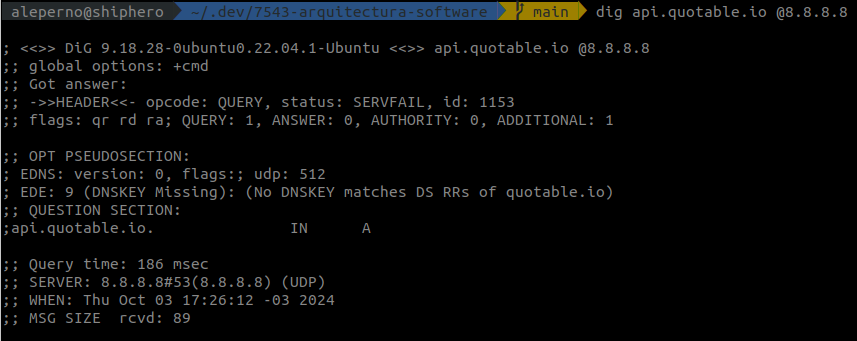 aleperno@shiphero ~/.dev/7543-arquitectura-software main dig api.quotable.io @8.8.8.8
; <<>> DiG 9.18.28-0ubuntu0.22.04.1-Ubuntu <<>> api.quotable.io @8.8.8.8
;; global options: +cmd
;; Got answer:
;; ->>HEADER<<- opcode: QUERY, status: SERVFAIL, id: 1153
;; flags: qr rd ra; QUERY: 1, ANSWER: 0, AUTHORITY: 0, ADDITIONAL: 1
;; OPT PSEUDOSECTION:
; EDNS: version: 0, flags:; udp: 512
; EDE: 9 (DNSKEY Missing): (No DNSKEY matches DS RRs of quotable.io)
;; QUESTION SECTION:
;api.quotable.io. IN A
;; Query time: 186 msec
;; SERVER: 8.8.8.8#53(8.8.8.8) (UDP)
;; WHEN: Thu Oct 03 17:26:12 -03 2024
;; MSG SIZE rcvd: 89